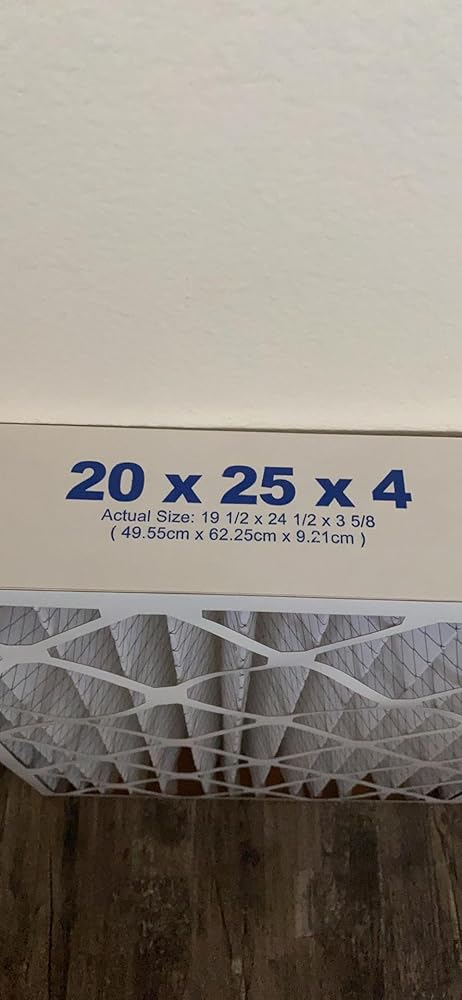 20 x 25 x 4
Actual Size: 19 1/2 x 24 1/2 x 3 5/8
( 49.55cm x 62.25cm x 9.21cm )